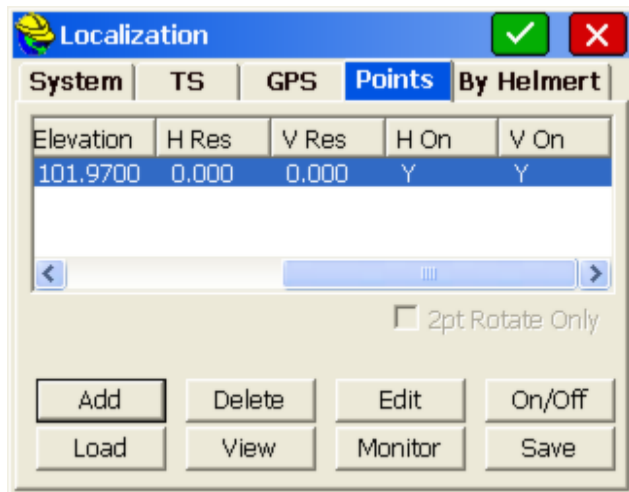 Localization
System TS GPS Points By Helmert
Elevation H Res V Res H On V On
101.9700 0.000 0.000 Y Y
2pt Rotate Only
Add Delete Edit On/Off
Load View Monitor Save